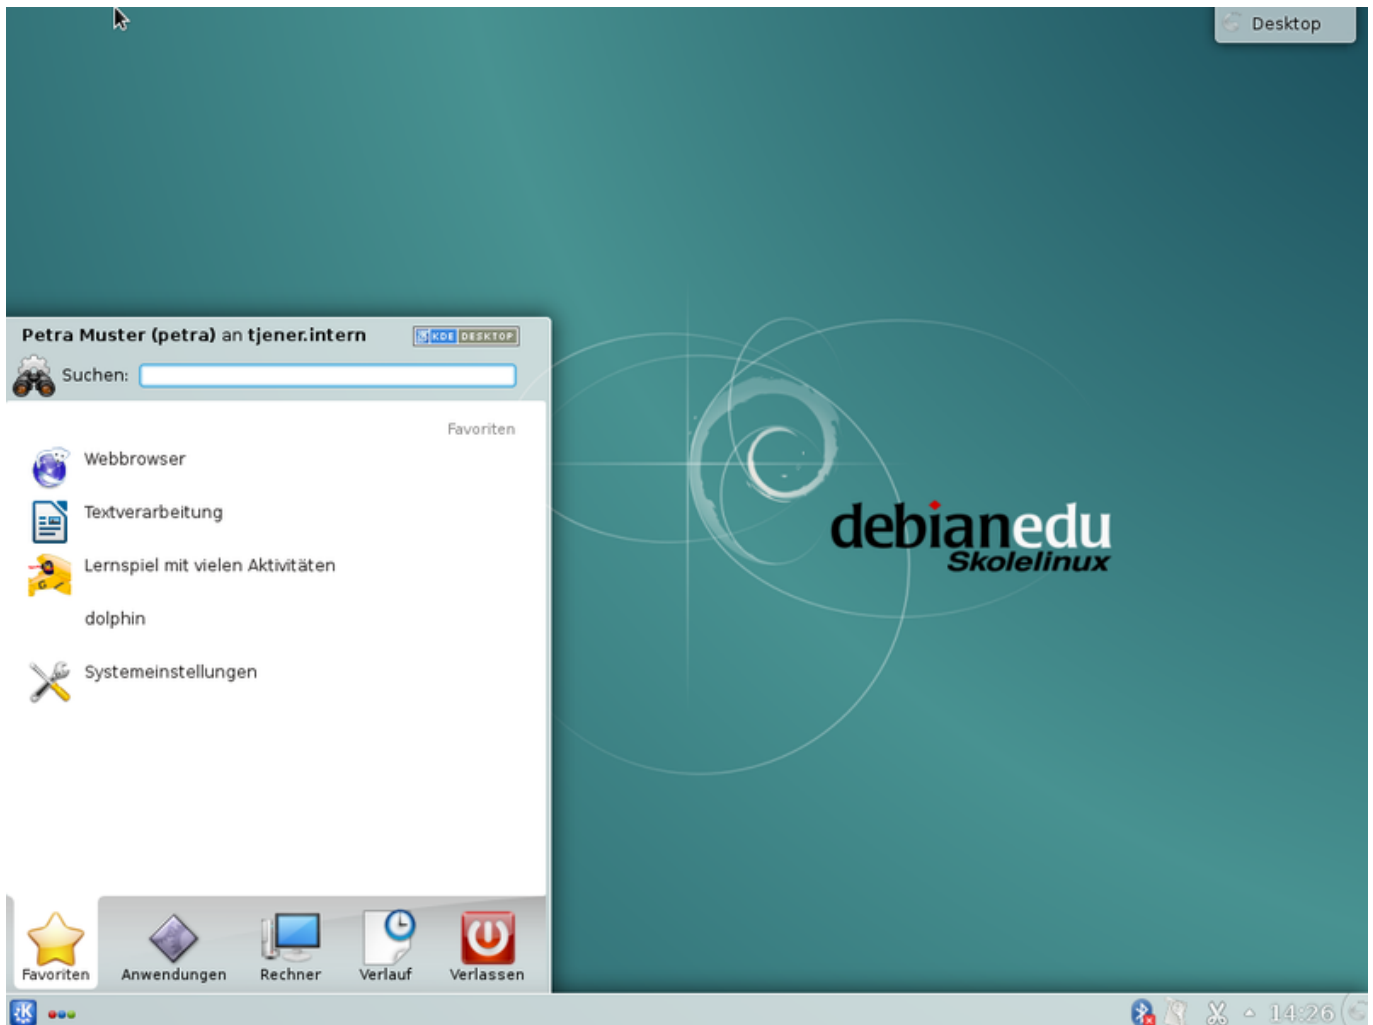 Desktop
Petra Muster (petra) an tjener.intern
KDE DESKTOP
Suchen:
Favoriten
Webbrowser
Textverarbeitung
Lernspiel mit vielen Aktivitäten
dolphin
Systemeinstellungen
debianedu
Skolelinux
Favoriten
Anwendungen
Rechner
Verlauf
Verlassen
14:26